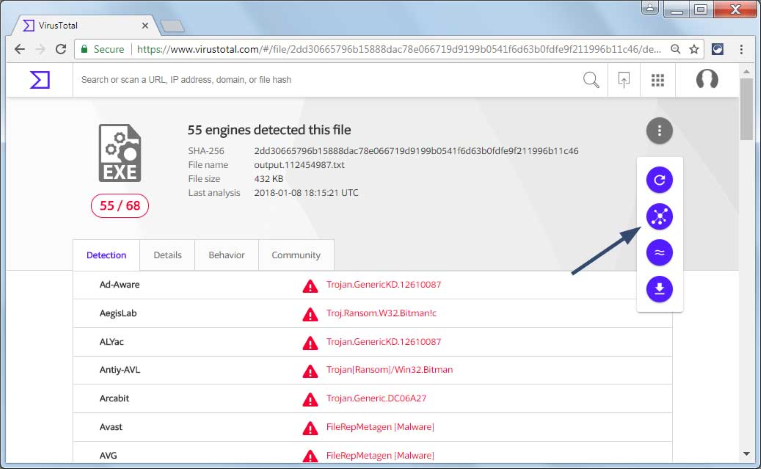 VirusTotal
Secure
https://www.virustotal.com/#/file/2dd30665796b15888dac78e066719d9199b0541f6d63b0fdfe9f211996b11c46/de...
Search or scan a URL, IP address, domain, or file hash
55 engines detected this file
SHA-256 2dd30665796b15888dac78e066719d9199b0541f6d63b0fdfe9f211996b11c46
File name output.112454987.txt
File size 432 KB
Last analysis 2018-01-08 18:15:21 UTC
EXE
55 / 68
Detection Details Behavior Community
Ad-Aware Trojan.GenericKD.12610087
AegisLab Troj.Ransom.W32.Bitman!c
ALYac Trojan.GenericKD.12610087
Antiy-AVL Trojan[Ransom]/Win32.Bitman
Arcabit Trojan.Generic.DC06A27
Avast FileRepMetagen [Malware]
AVG FileRepMetagen [Malware]